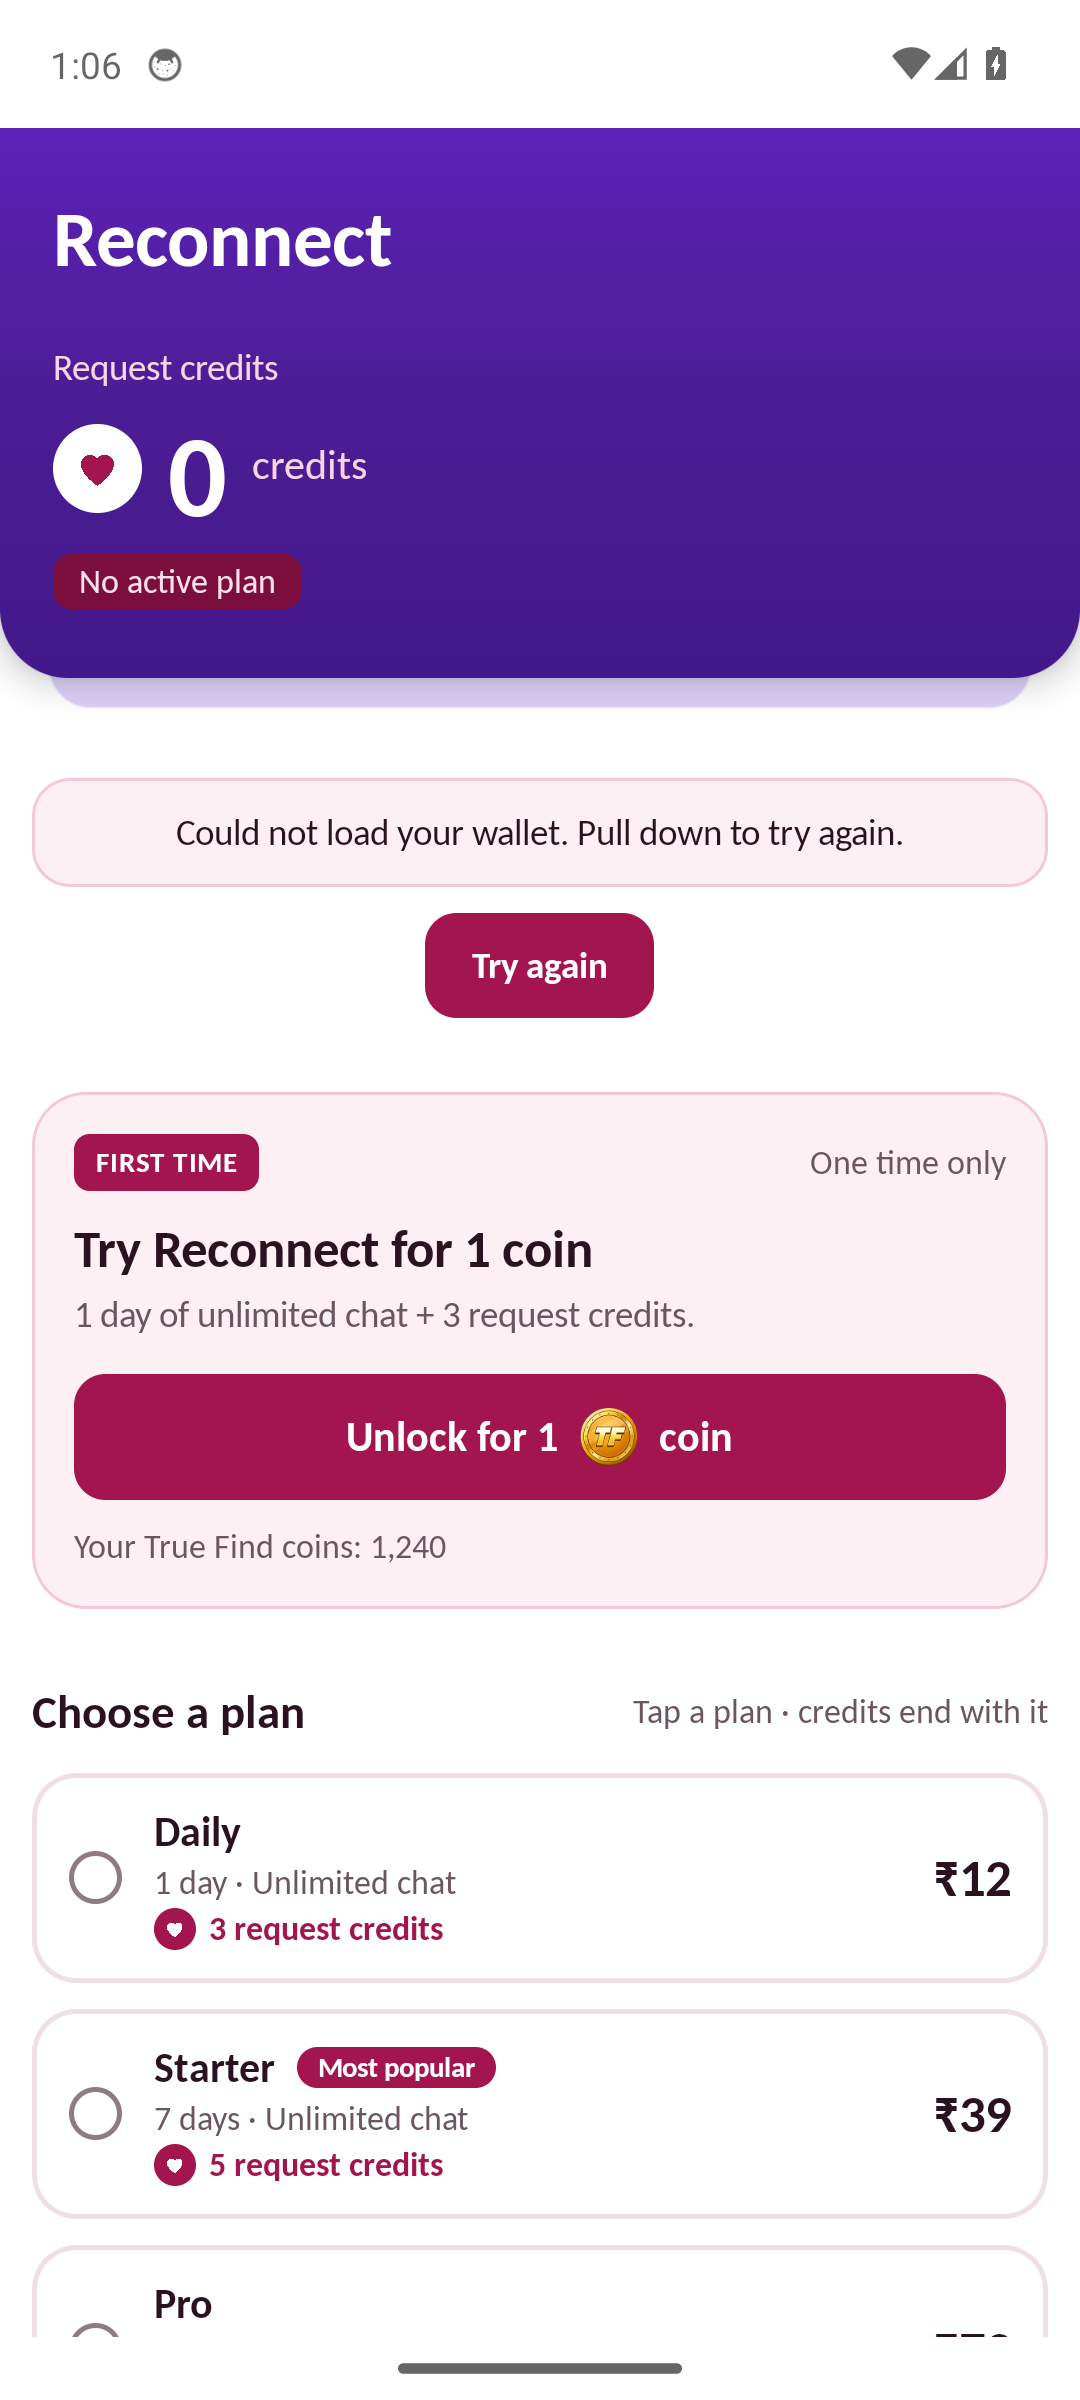 1:06
Reconnect
Request credits
0 credits
No active plan
Could not load your wallet. Pull down to try again.
Try again
FIRST TIME
One time only
Try Reconnect for 1 coin
1 day of unlimited chat + 3 request credits.
Unlock for 1 TF coin
Your True Find coins: 1,240
Choose a plan
Tap a plan · credits end with it
Daily
1 day · Unlimited chat
3 request credits
₹12
Starter Most popular
7 days · Unlimited chat
5 request credits
₹39
Pro